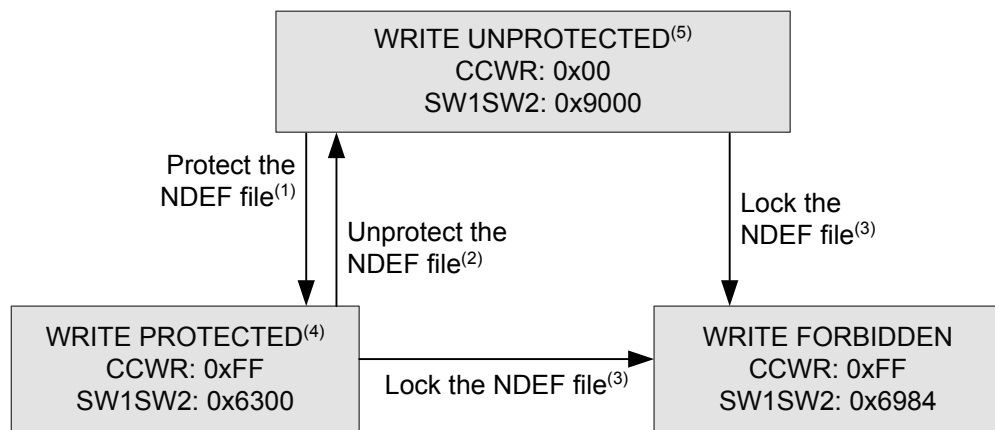 WRITE UNPROTECTED(5)
CCWR: 0x00
SW1SW2: 0x9000
Protect the
NDEF file(1)
Unprotect the
NDEF file(2)
Lock the
NDEF file(3)
WRITE PROTECTED(4)
CCWR: 0xFF
SW1SW2: 0x6300
Lock the NDEF file(3)
WRITE FORBIDDEN
CCWR: 0xFF
SW1SW2: 0x6984